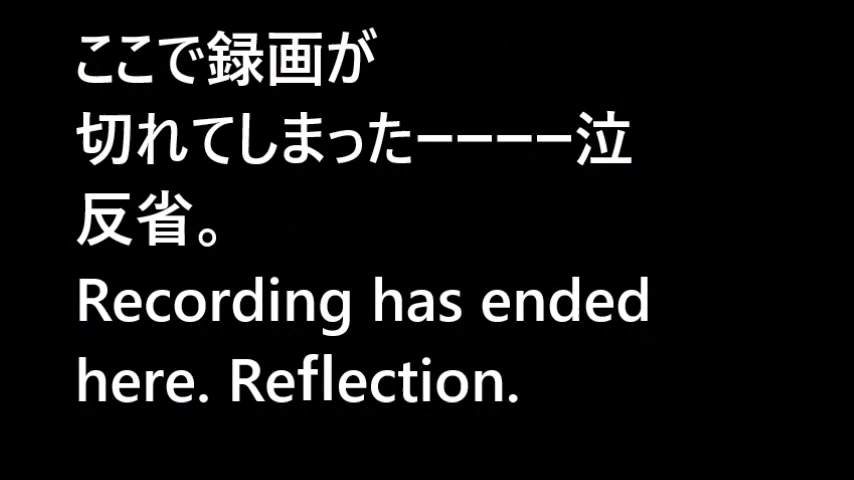 ここで録画が
切れてしまったーーーー泣
反省。
Recording has ended
here. Reflection.